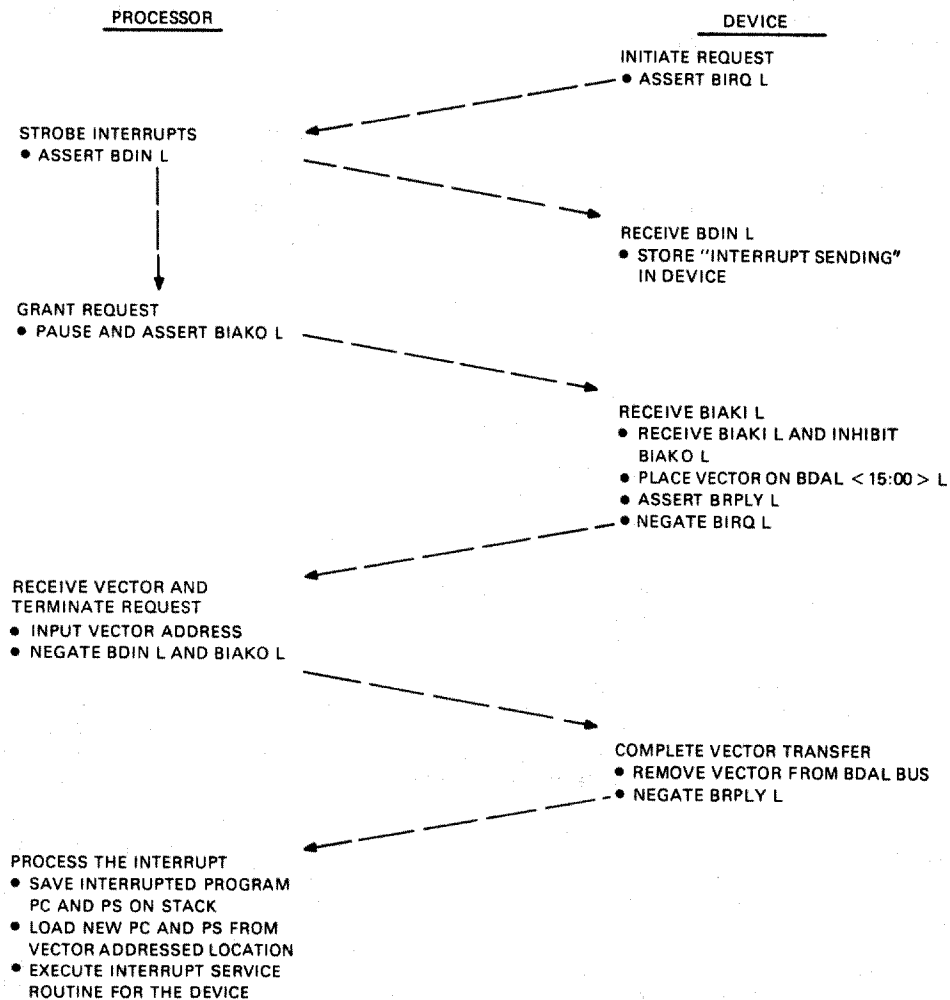 PROCESSOR
DEVICE
INITIATE REQUEST
• ASSERT BIRQ L
STROBE INTERRUPTS
• ASSERT BDIN L
RECEIVE BDIN L
• STORE "INTERRUPT SENDING"
IN DEVICE
GRANT REQUEST
• PAUSE AND ASSERT BIAKO L
RECEIVE BIAKI L
• RECEIVE BIAKI L AND INHIBIT
BIAKO L
• PLACE VECTOR ON BDAL < 15:00 > L
• ASSERT BRPLY L
• NEGATE BIRQ L
RECEIVE VECTOR AND
TERMINATE REQUEST
• INPUT VECTOR ADDRESS
• NEGATE BDIN L AND BIAKO L
COMPLETE VECTOR TRANSFER
• REMOVE VECTOR FROM BDAL BUS
• NEGATE BRPLY L
PROCESS THE INTERRUPT
• SAVE INTERRUPTED PROGRAM
PC AND PS ON STACK
• LOAD NEW PC AND PS FROM
VECTOR ADDRESSED LOCATION
• EXECUTE INTERRUPT SERVICE
ROUTINE FOR THE DEVICE